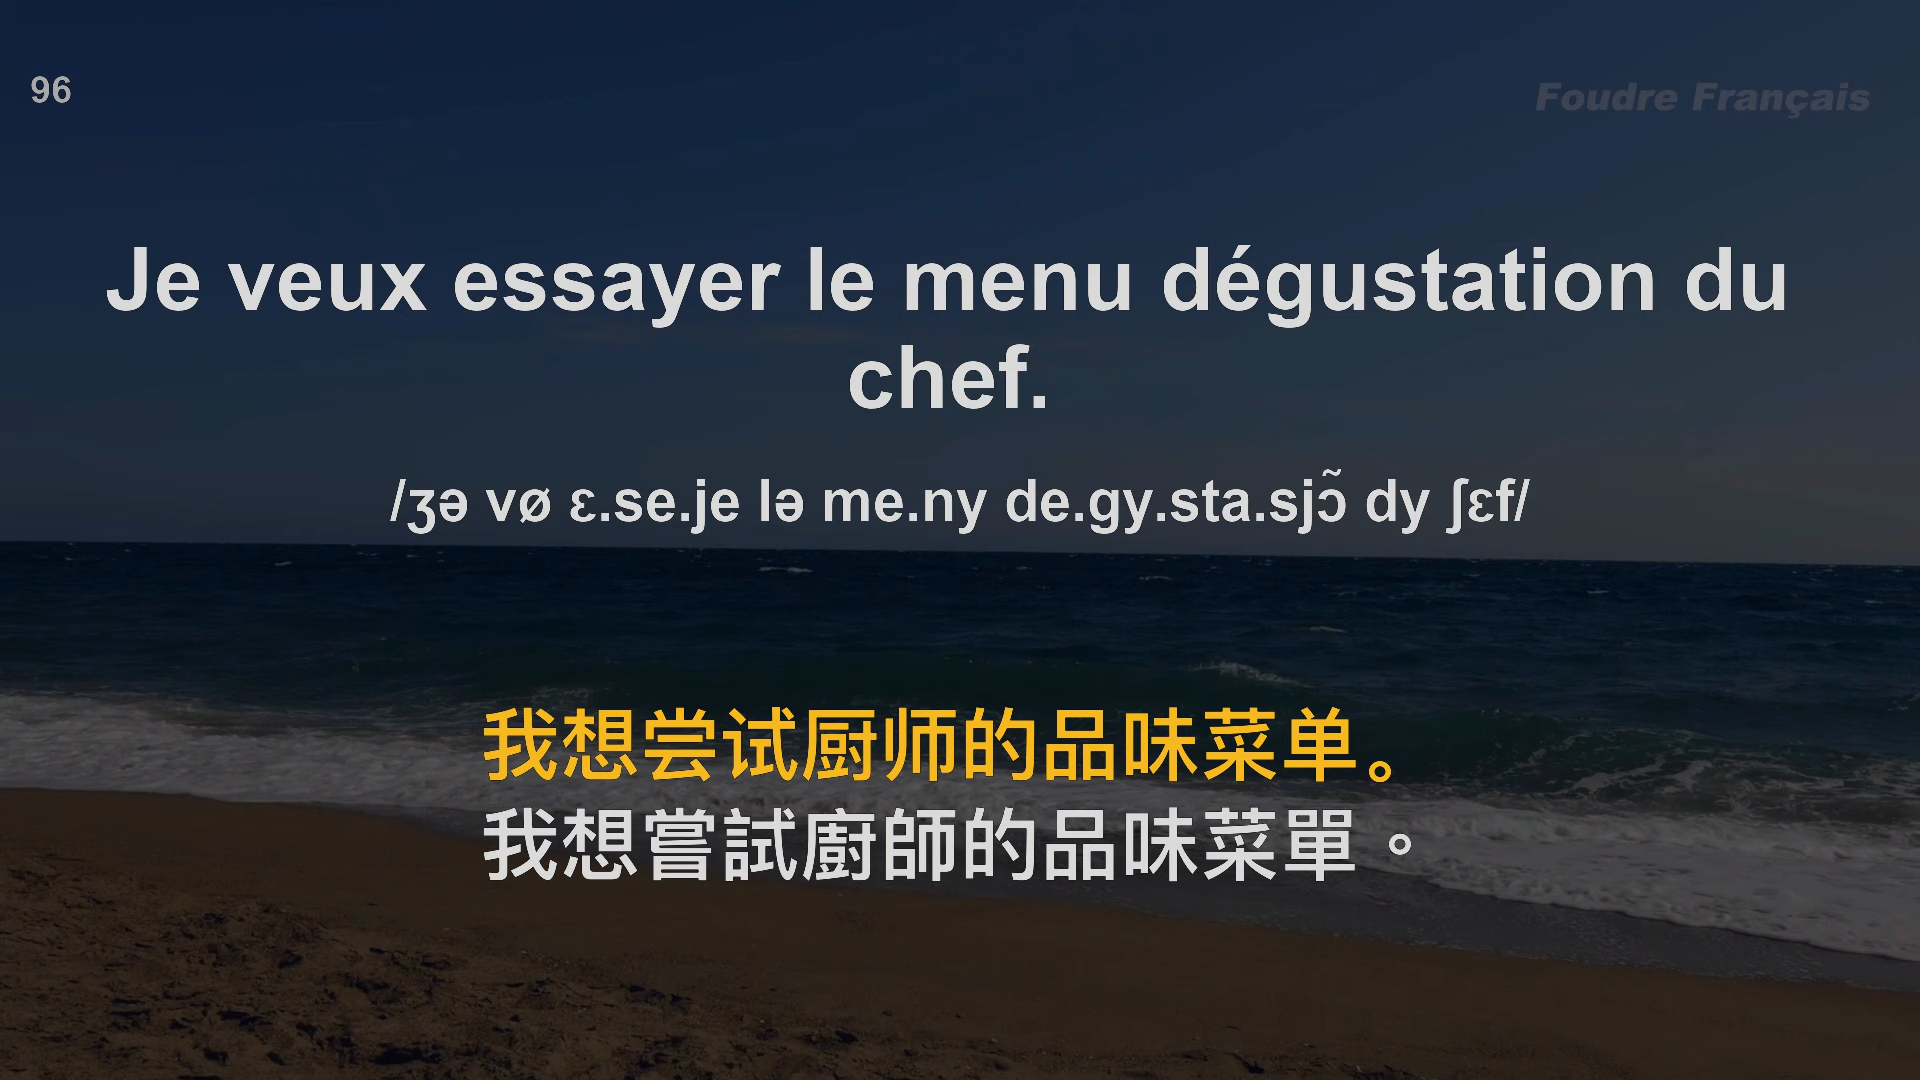 96
Foudre Français
Je veux essayer le menu dégustation du
chef.
/ʒə vø ɛ.se.je lə me.ny de.gy.sta.sjɔ̃ dy ʃɛf/
我想尝试厨师的品味菜单。
我想嘗試廚師的品味菜單。